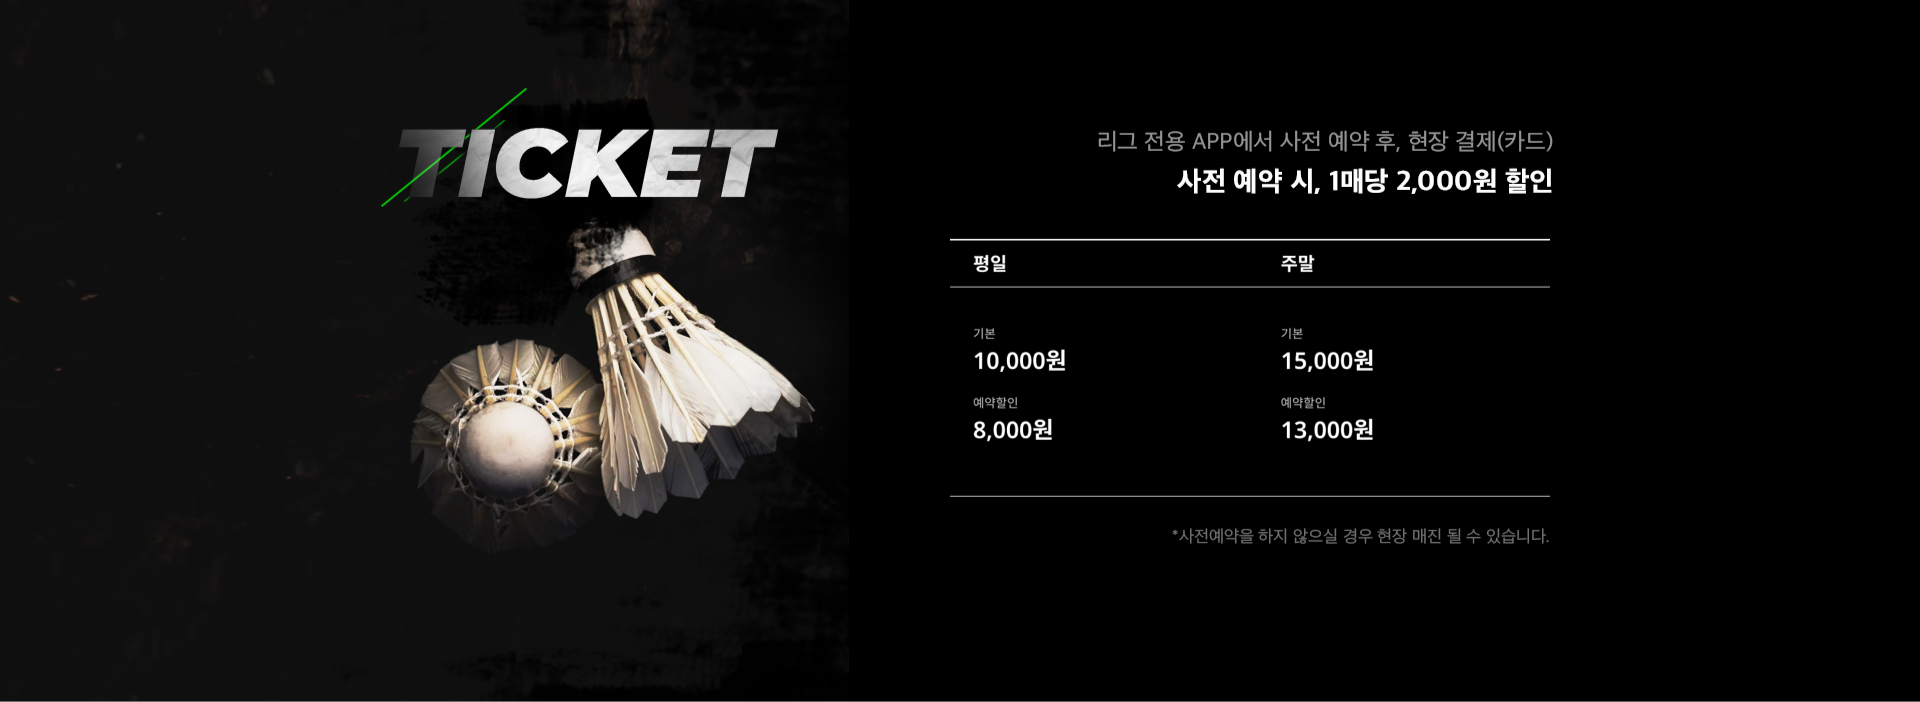 TICKET
리그 전용 APP에서 사전 예약 후, 현장 결제(카드)
사전 예약 시, 1매당 2,000원 할인
평일 주말
기본 기본
10,000원 15,000원
예약할인 예약할인
8,000원 13,000원
*사전예약을 하지 않으실 경우 현장 매진 될 수 있습니다.